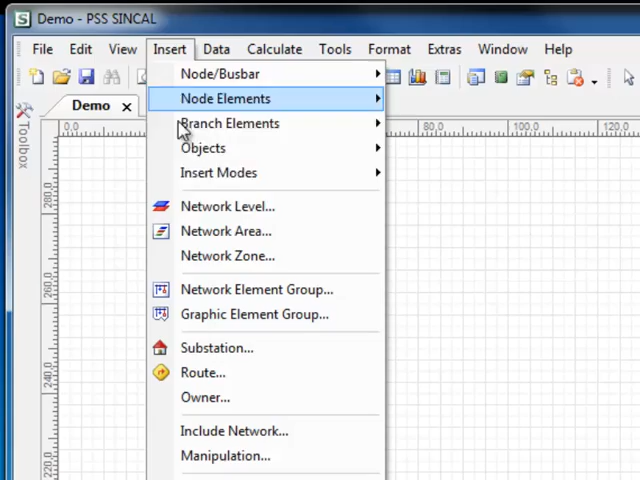 Demo - PSS SINCAL
File Edit View Insert Data Calculate Tools Format Extras Window Help
Demo
Toolbox
0,0 80,0 100,0 120,0
280,0
260,0
240,0
220,0
Node/Busbar
Node Elements
Branch Elements
Objects
Insert Modes
Network Level...
Network Area...
Network Zone...
Network Element Group...
Graphic Element Group...
Substation...
Route...
Owner...
Include Network...
Manipulation...